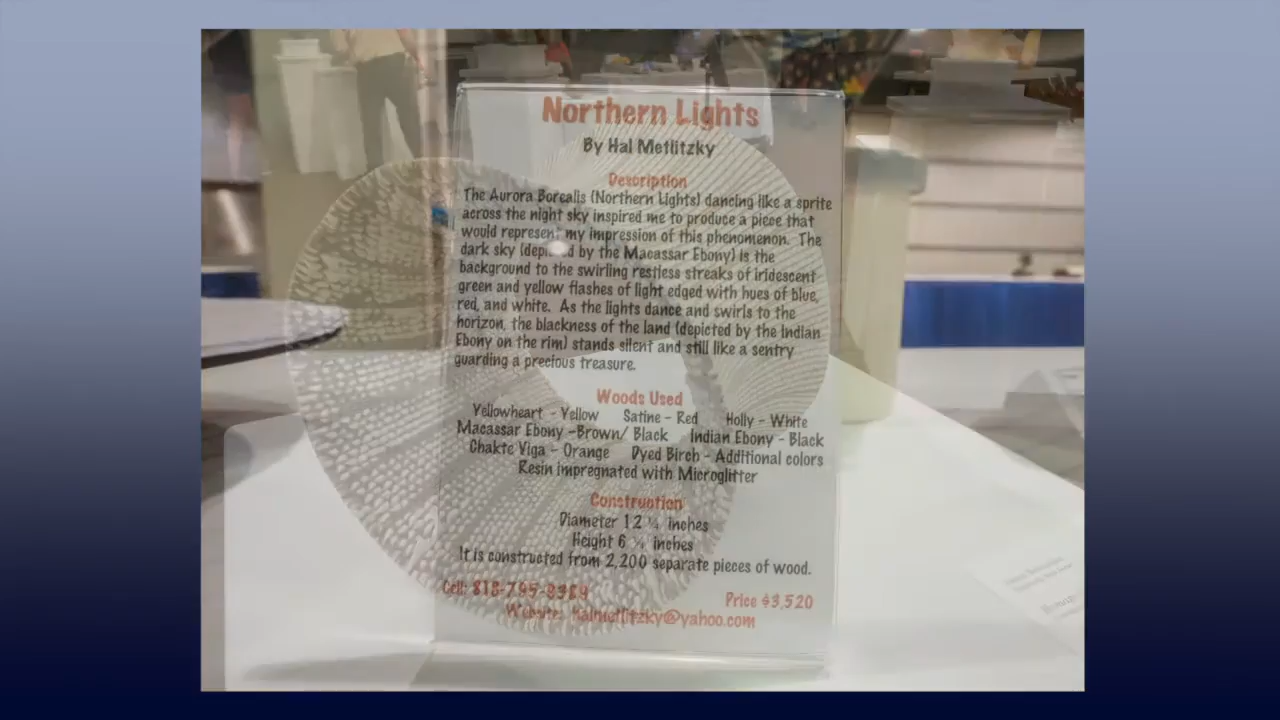 Northern Lights
By Hal Metlitzky
Description
The Aurora Borealis (Northern Lights) dancing like a sprite
across the night sky inspired me to produce a piece that
would represent my impression of this phenomenon. The
dark sky (depicted by the Macassar Ebony) is the
background to the swirling restless streaks of iridescent
green and yellow flashes of light edged with hues of blue,
red, and white. As the lights dance and swirls to the
horizon, the blackness of the land (depicted by the Indian
Ebony on the rim) stands silent and still like a sentry
guarding a precious treasure.
Woods Used
Yellowheart - Yellow Satine - Red Holly - White
Macassar Ebony -Brown/ Black Indian Ebony - Black
Chakte Viga - Orange Dyed Birch - Additional colors
Resin impregnated with Microglitter
Construction
Diameter 12 inches
Height 6 inches
It is constructed from 2,200 separate pieces of wood.
Cell:
Price $3,520
Website: halmetlitzky@yahoo.com